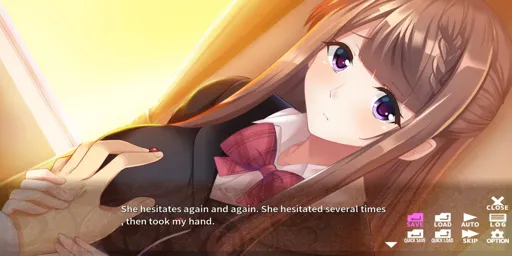 She hesitates again and again. She hesitated several times
, then took my hand.
CLOSE
SAVE
LOAD
AUTO
LOG
QUICK SAVE
QUICK LOAD
SKIP
OPTION